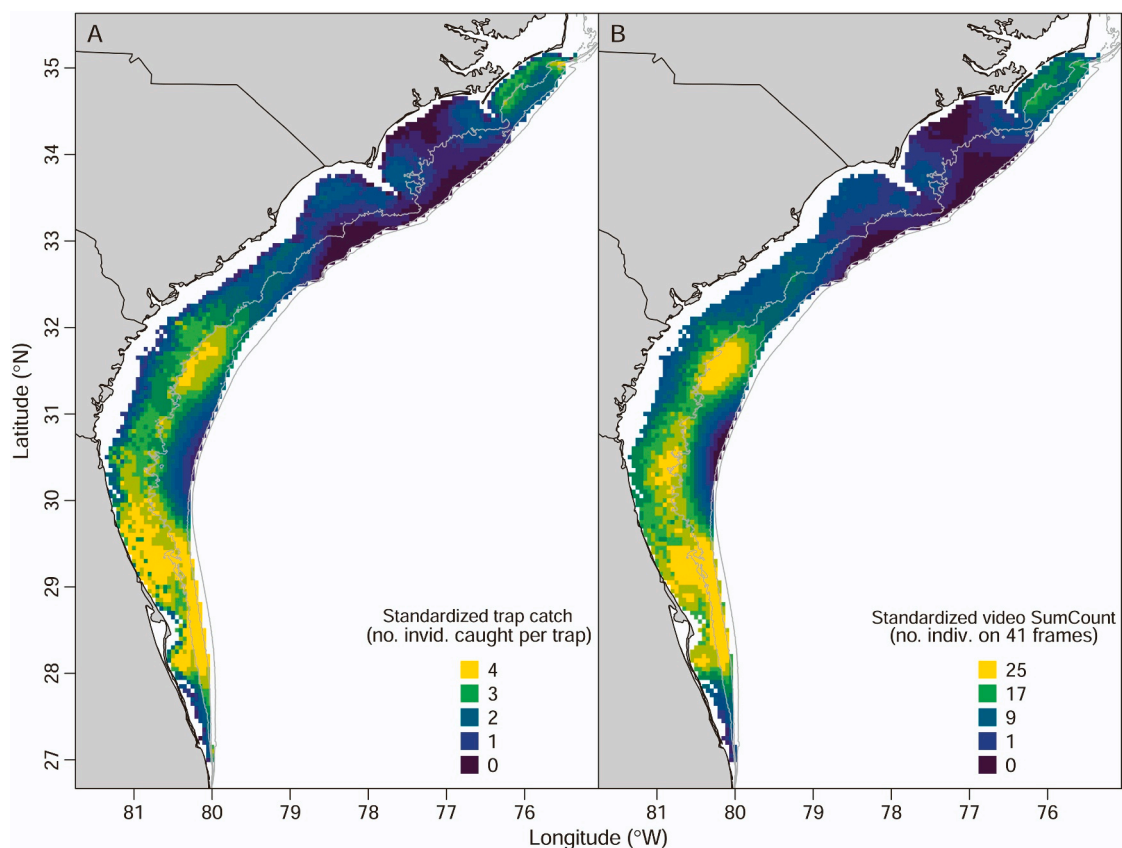 A
B
35
34
33
32
31
30
29
28
27
Latitude (°N)
Standardized trap catch
(no. invid. caught per trap)
4
3
2
1
0
Standardized video SumCount
(no. indiv. on 41 frames)
25
17
9
1
0
81 80 79 78 77 76
81 80 79 78 77 76
Longitude (°W)